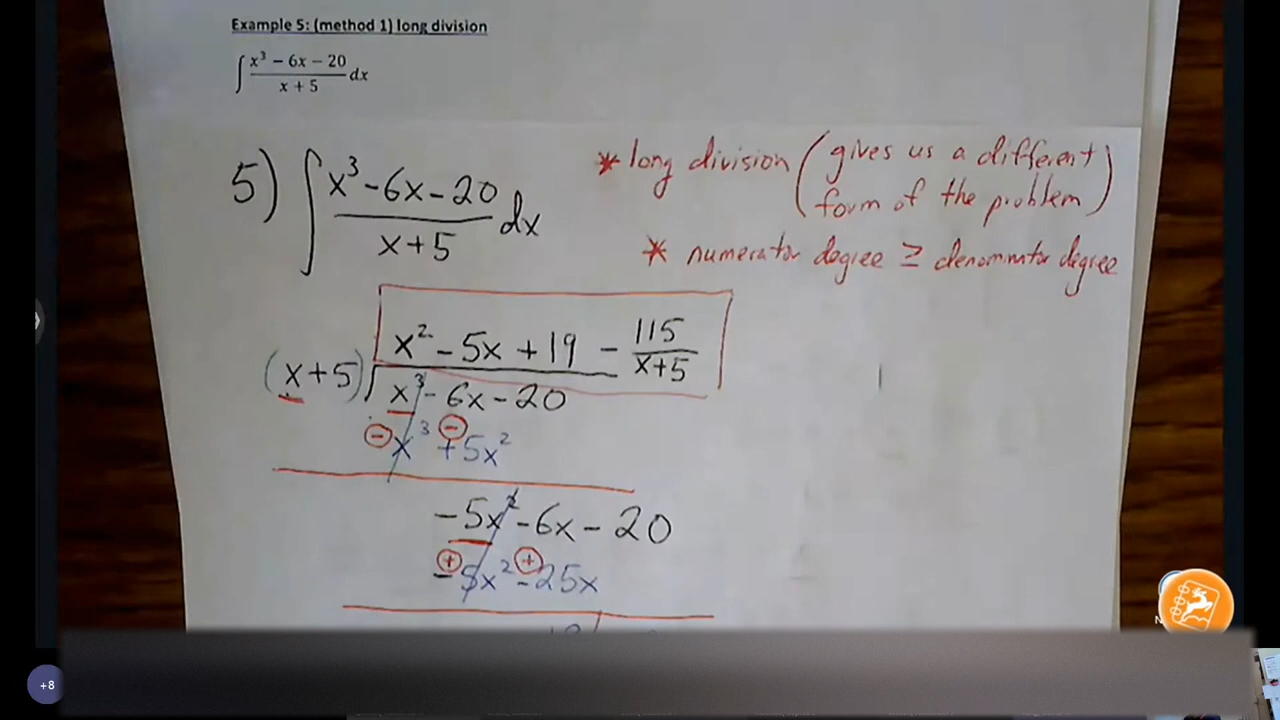 Example 5: (method 1) long division
∫ x³ − 6x − 20 / x + 5 dx
5) ∫ x³ - 6x - 20 / x+5 dx
* long division (gives us a different
form of the problem)
* numerator degree ≥ denominator degree
x² - 5x + 19 - 115/x+5
(x+5) x³ - 6x - 20
- x³ + 5x² -
-5x² - 6x - 20
+ -5x² - 25x +
+8